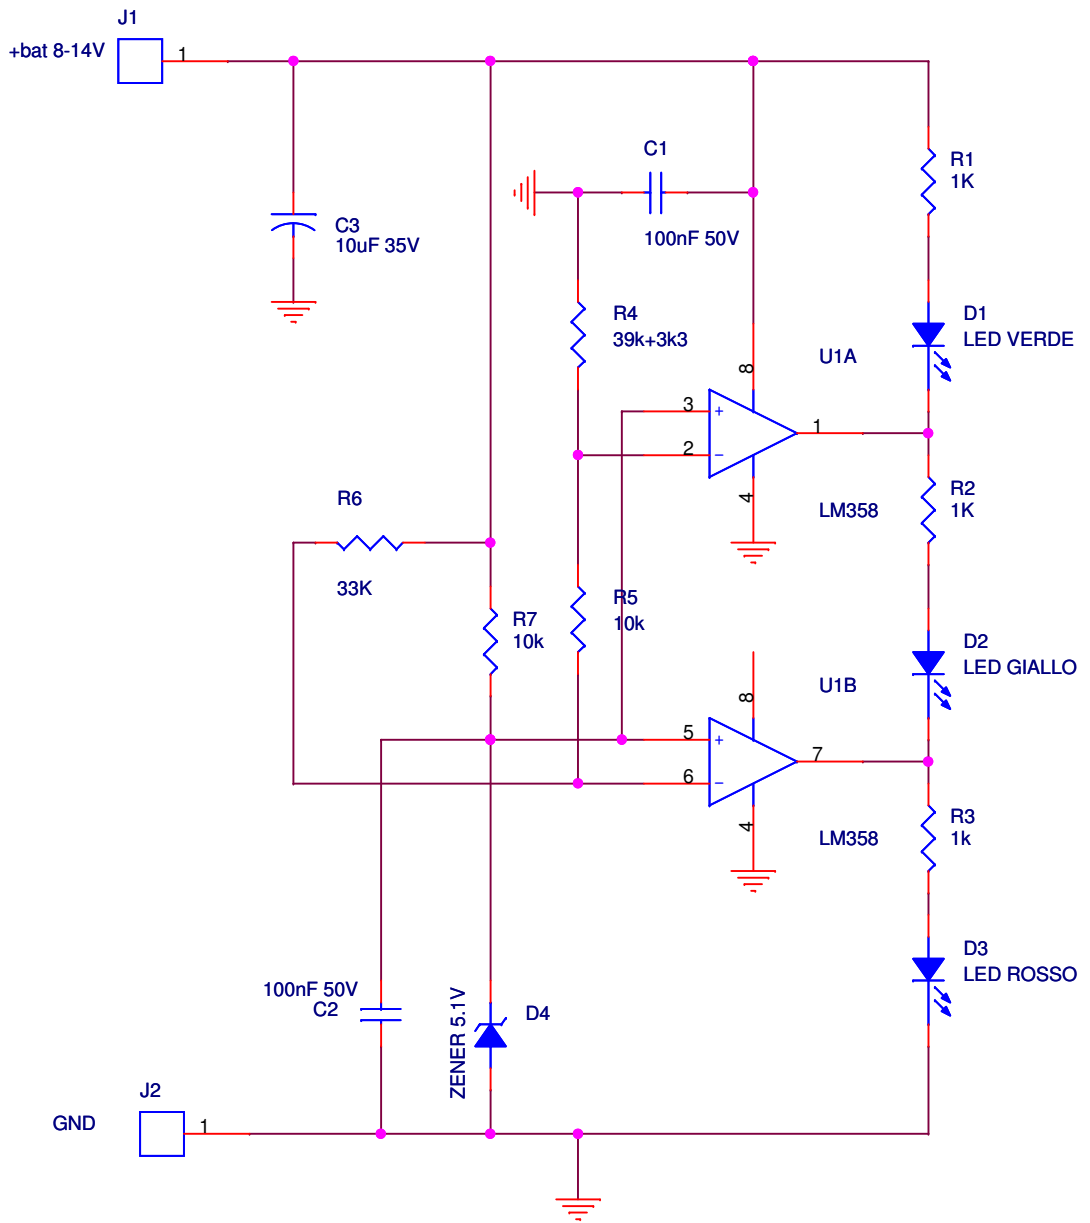 J1
+bat 8-14V
1
C1
100nF 50V
R1
1K
C3
10uF 35V
R4
39k+3k3
D1
LED VERDE
U1A
8
3
+
2
-
1
4
LM358
R2
1K
R6
33K
R5
10k
R7
10k
D2
LED GIALLO
U1B
8
5
+
6
-
7
4
LM358
R3
1k
D3
LED ROSSO
100nF 50V
C2
ZENER 5.1V
D4
J2
GND
1